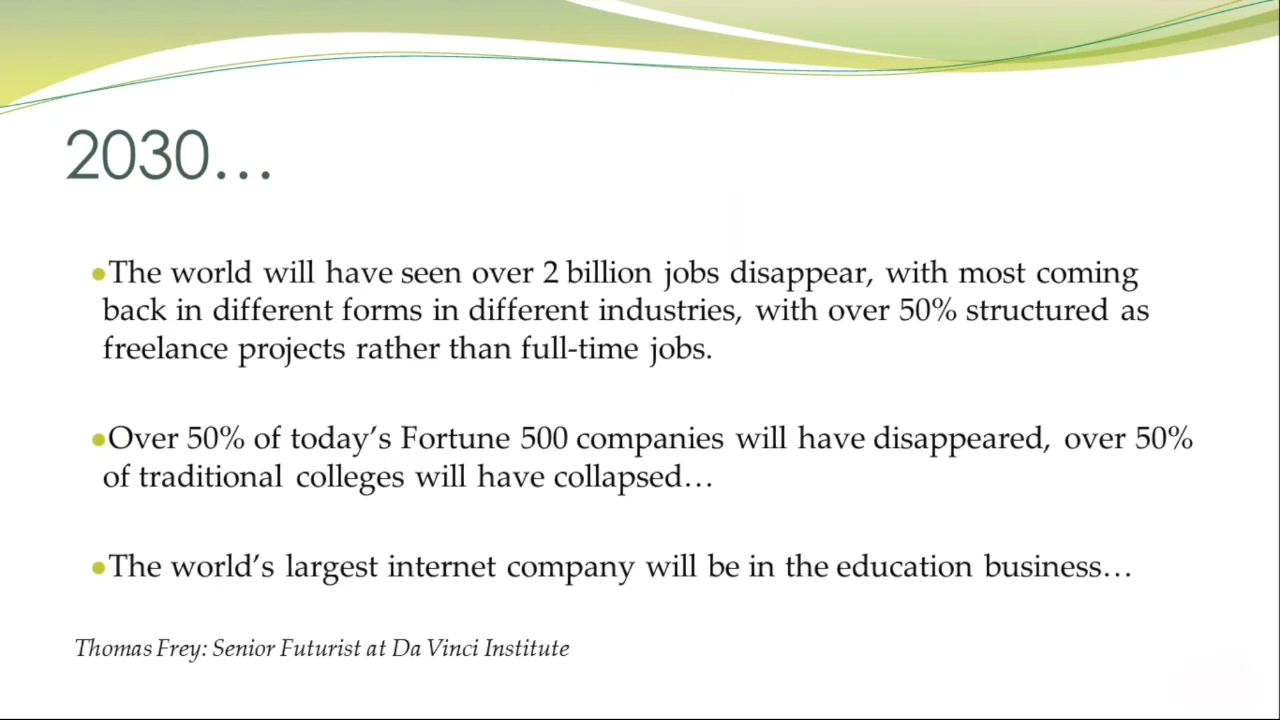 2030…
●The world will have seen over 2 billion jobs disappear, with most coming
back in different forms in different industries, with over 50% structured as
freelance projects rather than full-time jobs.
●Over 50% of today’s Fortune 500 companies will have disappeared, over 50%
of traditional colleges will have collapsed…
●The world’s largest internet company will be in the education business…
Thomas Frey: Senior Futurist at Da Vinci Institute